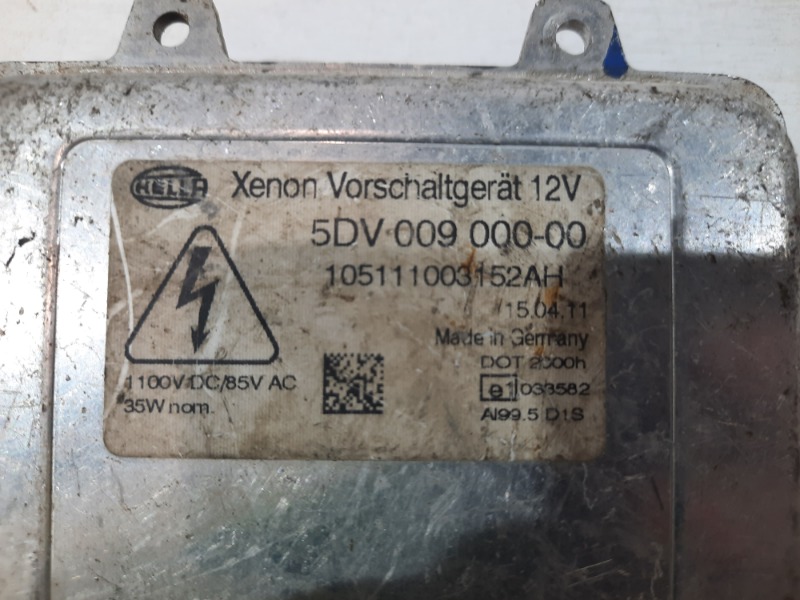 HELLA
Xenon Vorschaltgerät 12V
5DV 009 000-00
105111003152AH
15.04.11
Made in Germany
DOT 2000h
1100V DC/85V AC
e1 033582
35W nom.
Al99.5 D1S